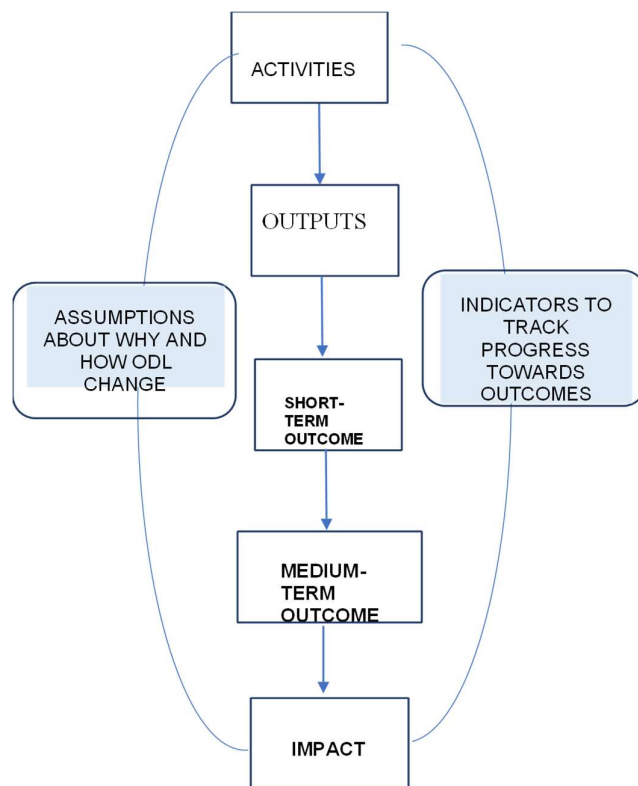 ACTIVITIES
OUTPUTS
ASSUMPTIONS
ABOUT WHY AND
HOW ODL
CHANGE
INDICATORS TO
TRACK
PROGRESS
TOWARDS
OUTCOMES
SHORT-
TERM
OUTCOME
MEDIUM-
TERM
OUTCOME
IMPACT